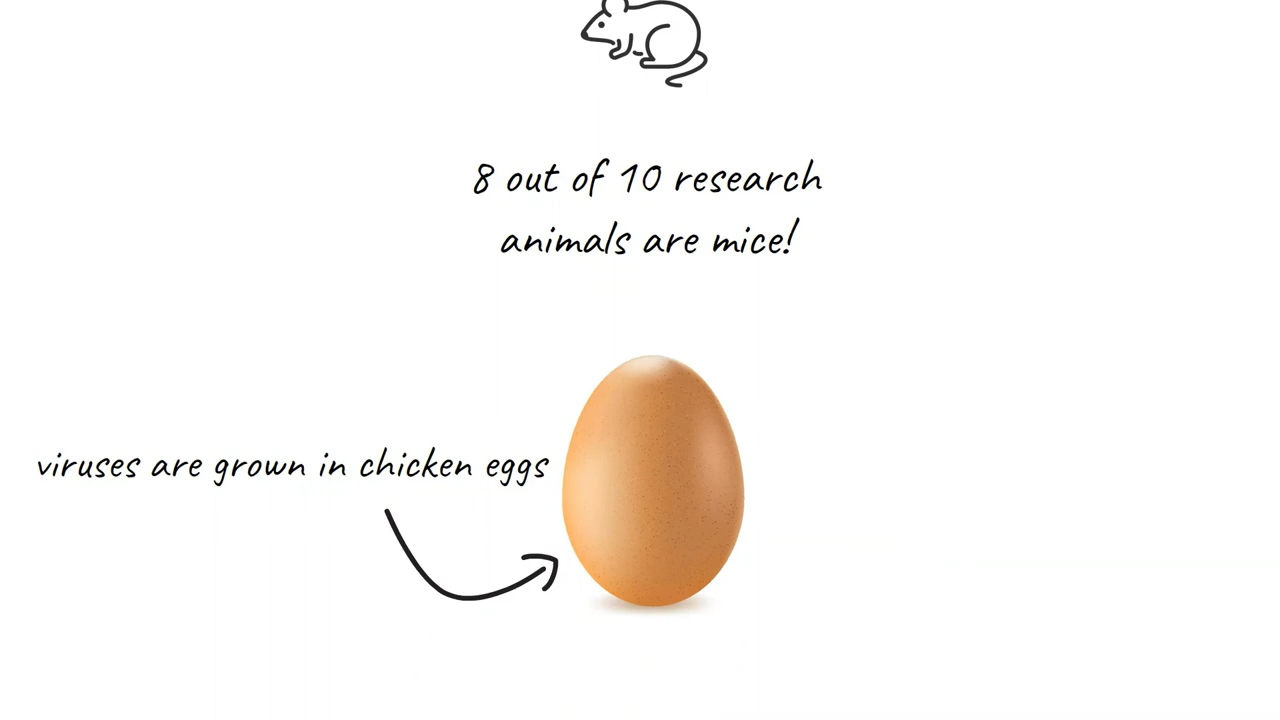 8 out of 10 research
animals are mice!
viruses are grown in chicken eggs